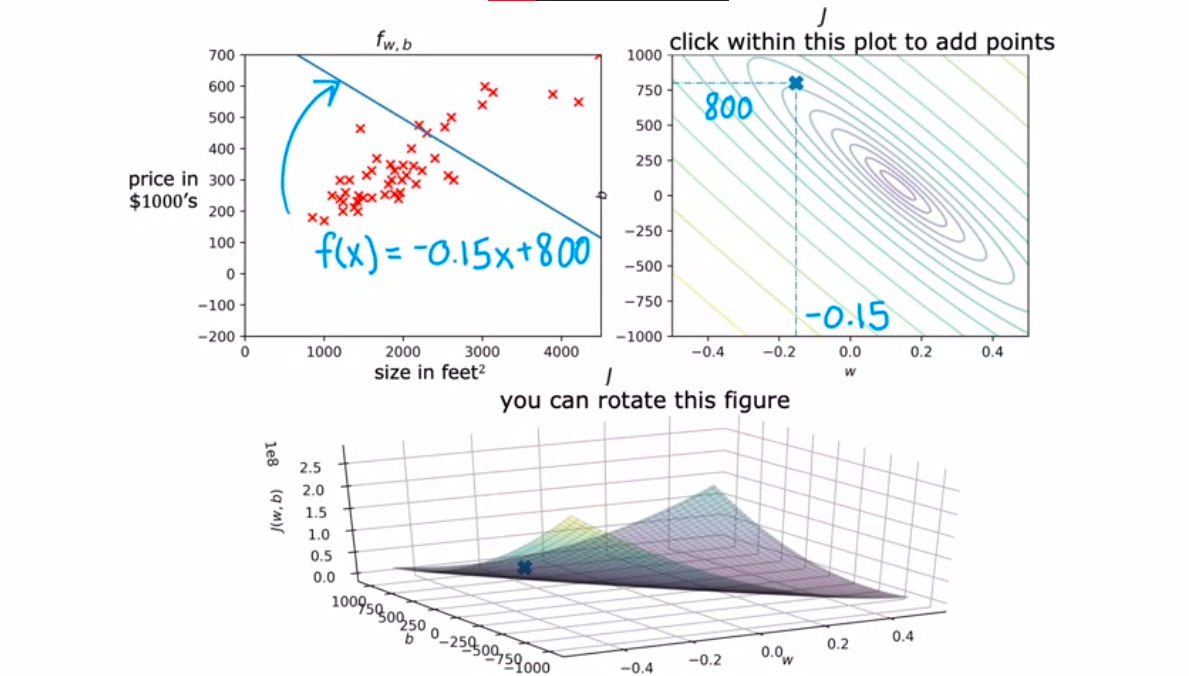 f_{w,b}
700
600
500
400
300
200
100
0
−100
−200
price in
$1000's
f(x) = -0.15x+800
0 1000 2000 3000 4000
size in feet²
J
click within this plot to add points
1000
750
500
250
0
−250
−500
−750
−1000
b
800
-0.15
−0.4 −0.2 0.0 0.2 0.4
w
J
you can rotate this figure
1e8
J(w,b)
2.5
2.0
1.5
1.0
0.5
0.0
1000 750 500 250 0 −250 −500 −750 −1000
b
−0.4 −0.2 0.0 0.2 0.4
w